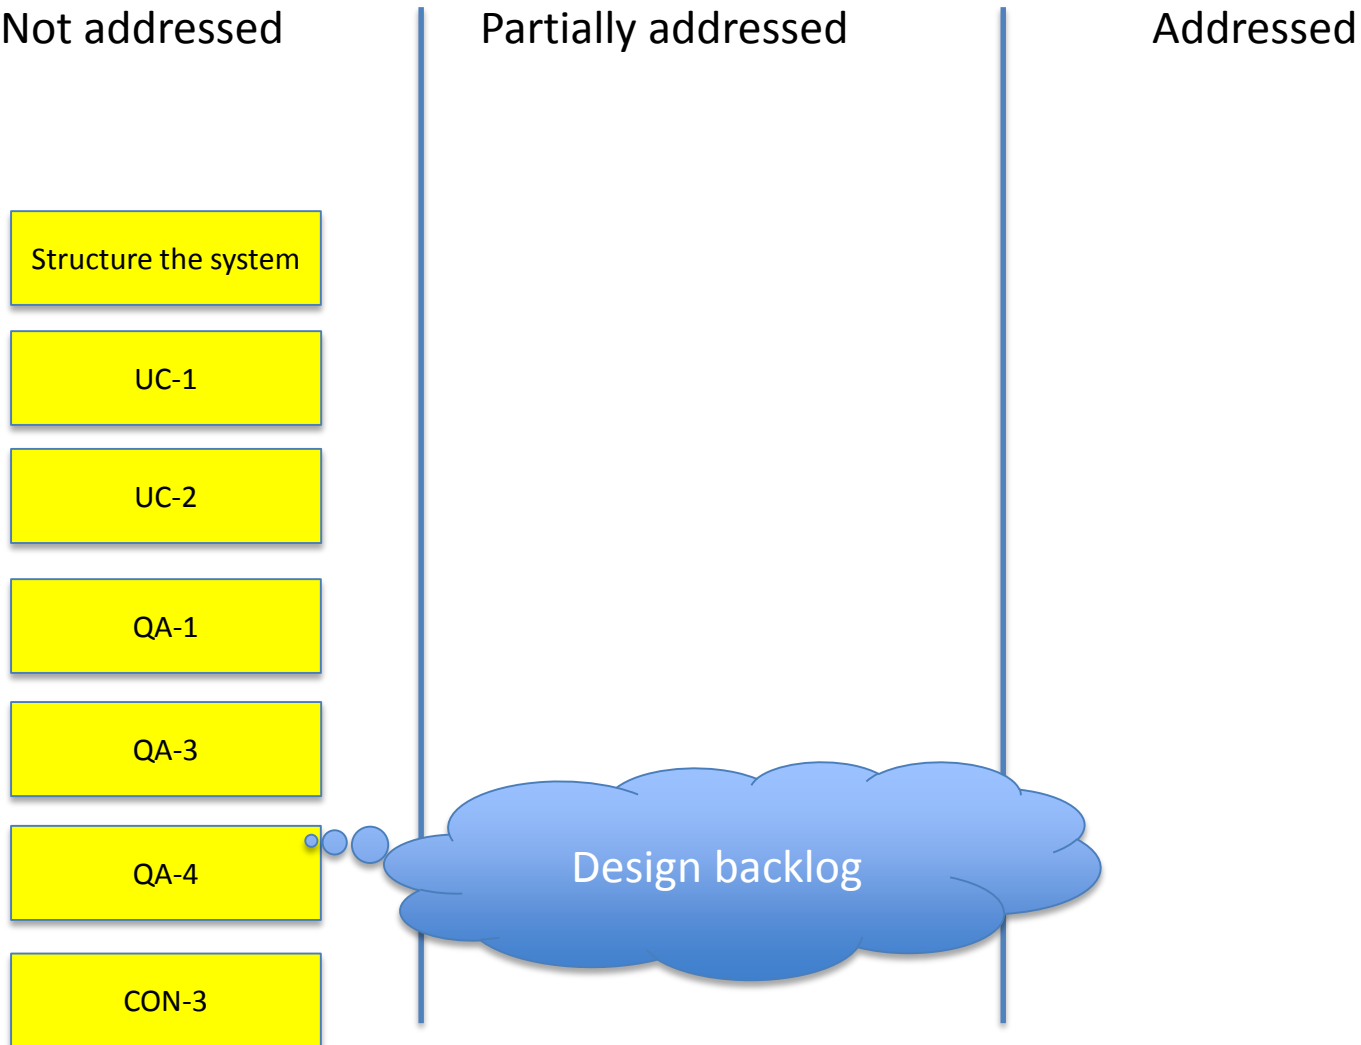 Not addressed
Partially addressed
Addressed
Structure the system
UC-1
UC-2
QA-1
QA-3
QA-4
Design backlog
CON-3